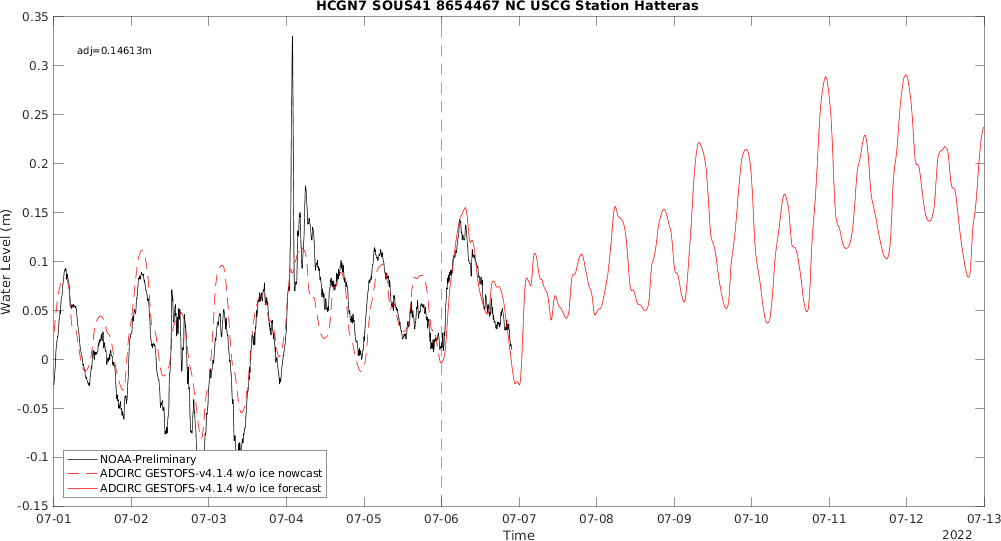 HCGN7 SOUS41 8654467 NC USCG Station Hatteras
adj=0.14613m
0.35
0.3
0.25
0.2
0.15
0.1
0.05
0
-0.05
-0.1
-0.15
Water Level (m)
NOAA-Preliminary
ADCIRC GESTOFS-v4.1.4 w/o ice nowcast
ADCIRC GESTOFS-v4.1.4 w/o ice forecast
07-01 07-02 07-03 07-04 07-05 07-06 07-07 07-08 07-09 07-10 07-11 07-12 07-13
Time
2022